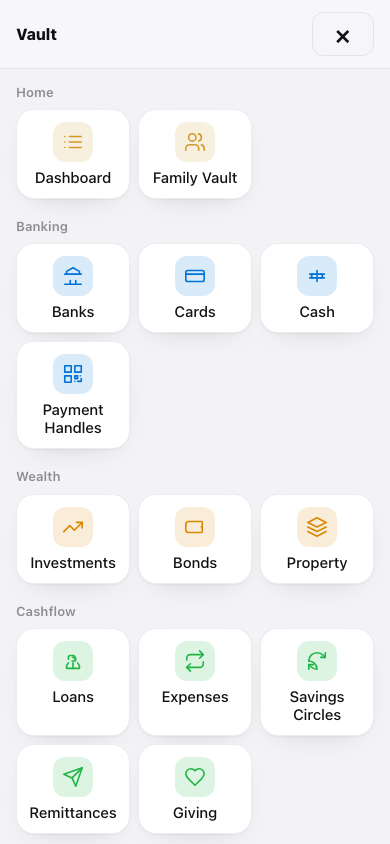 Vault
Home
Dashboard
Family Vault
Banking
Banks
Cards
Cash
Payment
Handles
Wealth
Investments
Bonds
Property
Cashflow
Loans
Expenses
Savings
Circles
Remittances
Giving